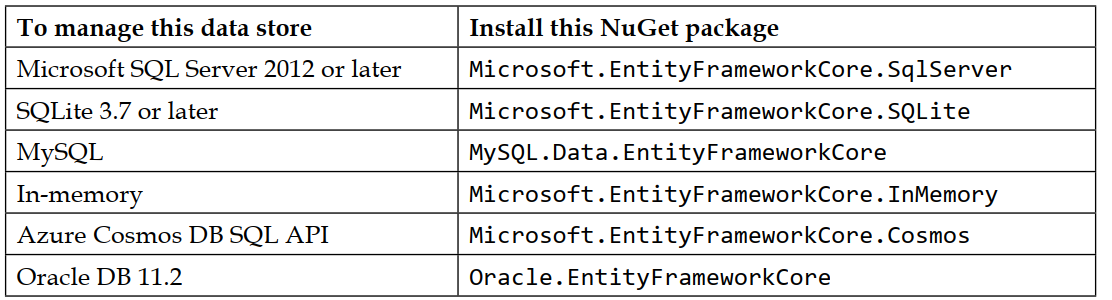 To manage this data store Install this NuGet package
Microsoft SQL Server 2012 or later Microsoft.EntityFrameworkCore.SqlServer
SQLite 3.7 or later Microsoft.EntityFrameworkCore.SQLite
MySQL MySQL.Data.EntityFrameworkCore
In-memory Microsoft.EntityFrameworkCore.InMemory
Azure Cosmos DB SQL API Microsoft.EntityFrameworkCore.Cosmos
Oracle DB 11.2 Oracle.EntityFrameworkCore